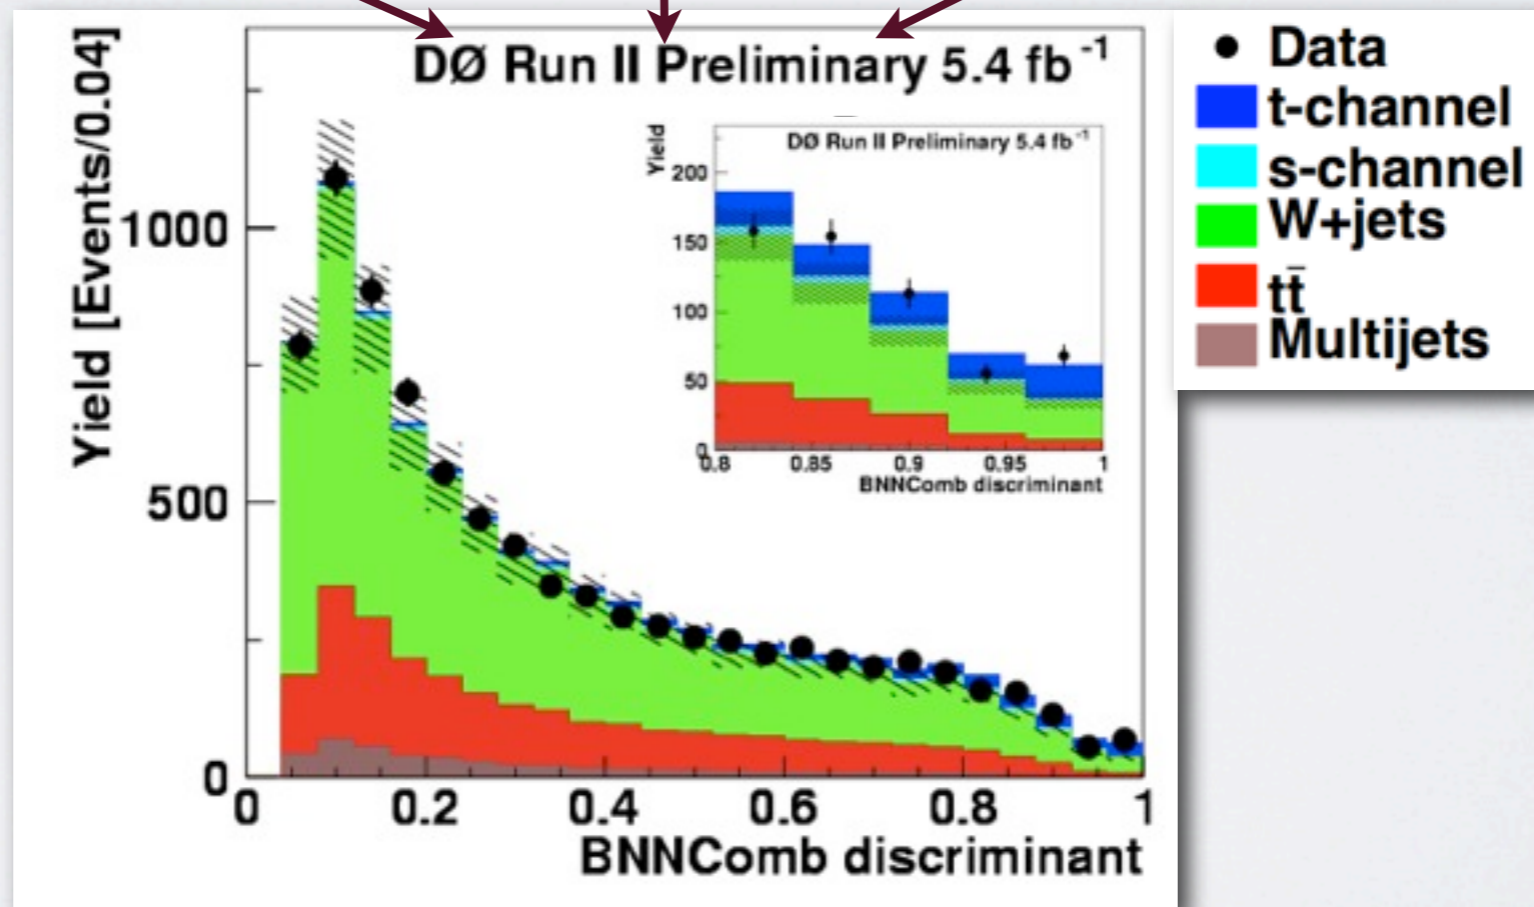 DØ Run II Preliminary 5.4 fb⁻¹
Yield [Events/0.04]
1000
500
0
0 0.2 0.4 0.6 0.8 1
BNNComb discriminant
DØ Run II Preliminary 5.4 fb⁻¹
Yield
200
150
100
50
0
0.8 0.85 0.9 0.95 1
BNNComb discriminant
Data
t-channel
s-channel
W+jets
tt̄
Multijets